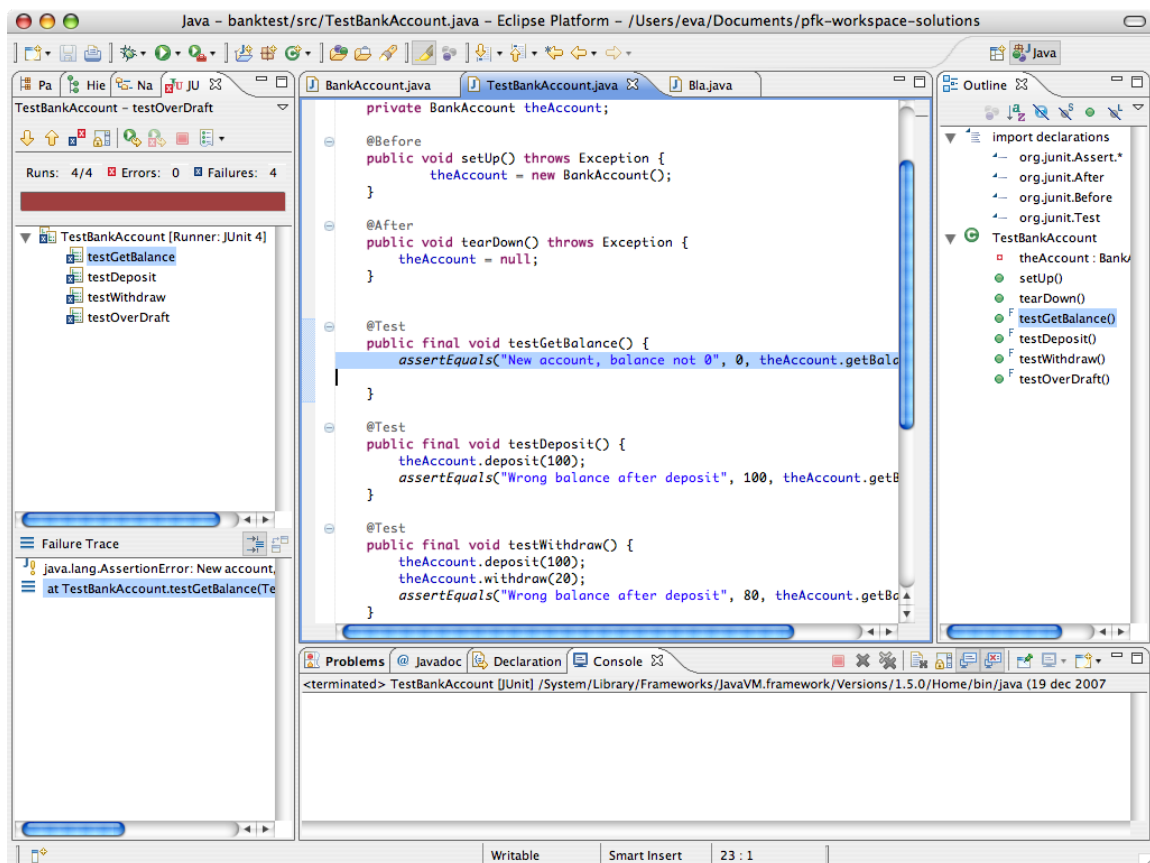 Java – banktest/src/TestBankAccount.java – Eclipse Platform – /Users/eva/Documents/pfk-workspace-solutions
Java
Pa Hie Na JU
TestBankAccount – testOverDraft
Runs: 4/4 Errors: 0 Failures: 4
TestBankAccount [Runner: JUnit 4]
testGetBalance
testDeposit
testWithdraw
testOverDraft
Failure Trace
java.lang.AssertionError: New account,
at TestBankAccount.testGetBalance(Te
BankAccount.java TestBankAccount.java Bla.java
private BankAccount theAccount;
@Before
public void setUp() throws Exception {
theAccount = new BankAccount();
}
@After
public void tearDown() throws Exception {
theAccount = null;
}
@Test
public final void testGetBalance() {
assertEquals("New account, balance not 0", 0, theAccount.getBala
}
@Test
public final void testDeposit() {
theAccount.deposit(100);
assertEquals("Wrong balance after deposit", 100, theAccount.getB
}
@Test
public final void testWithdraw() {
theAccount.deposit(100);
theAccount.withdraw(20);
assertEquals("Wrong balance after deposit", 80, theAccount.getBa
}
Outline
import declarations
org.junit.Assert.*
org.junit.After
org.junit.Before
org.junit.Test
TestBankAccount
theAccount : BankA
setUp()
tearDown()
testGetBalance()
testDeposit()
testWithdraw()
testOverDraft()
Problems @ Javadoc Declaration Console
<terminated> TestBankAccount [JUnit] /System/Library/Frameworks/JavaVM.framework/Versions/1.5.0/Home/bin/java (19 dec 2007
Writable Smart Insert 23 : 1